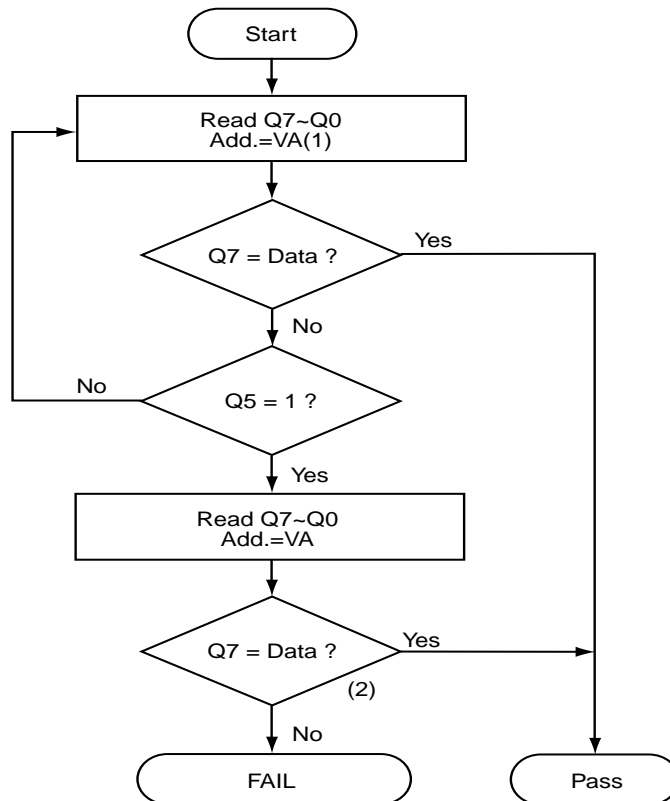 Start
Read Q7~Q0
Add.=VA(1)
Q7 = Data ?
Yes
No
No
Q5 = 1 ?
Yes
Read Q7~Q0
Add.=VA
Q7 = Data ?
Yes
(2)
No
FAIL
Pass